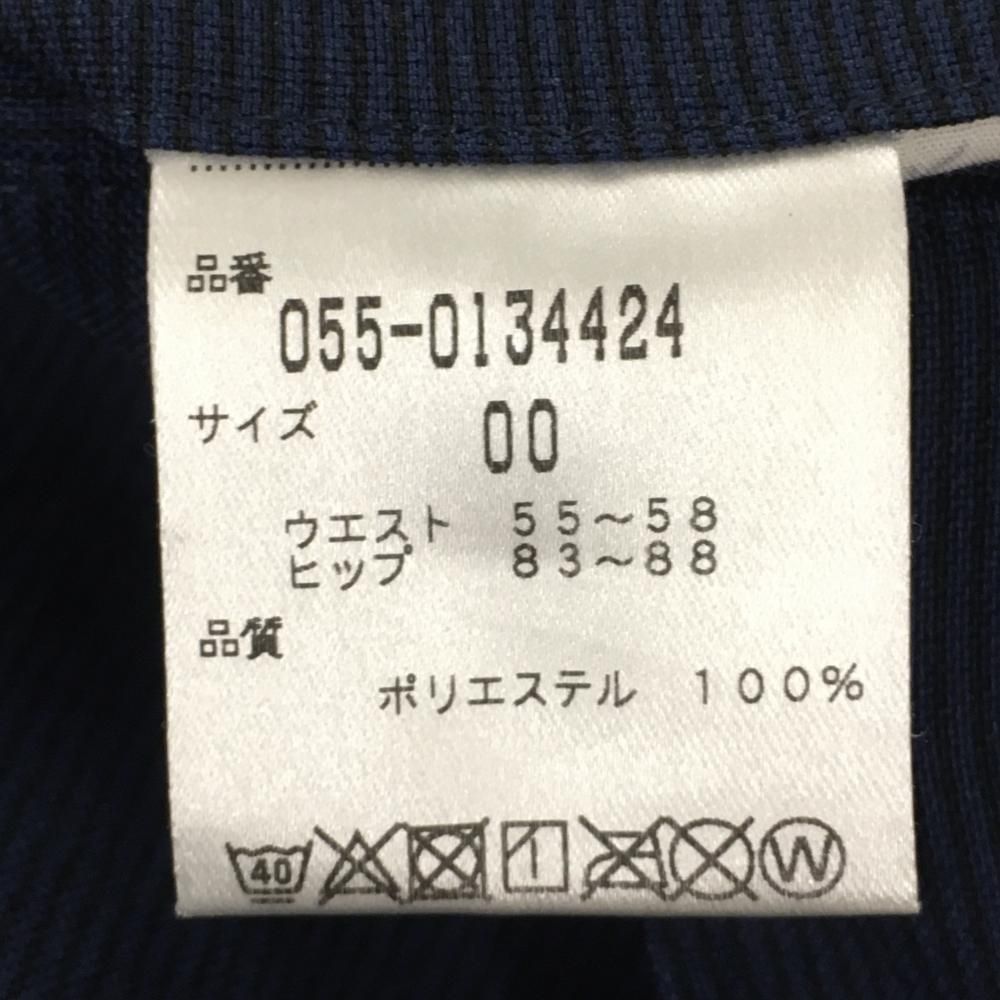 品番
055-0134424
サイズ 00
ウエスト 55～58
ヒップ 83～88
品質
ポリエステル 100%
40 W